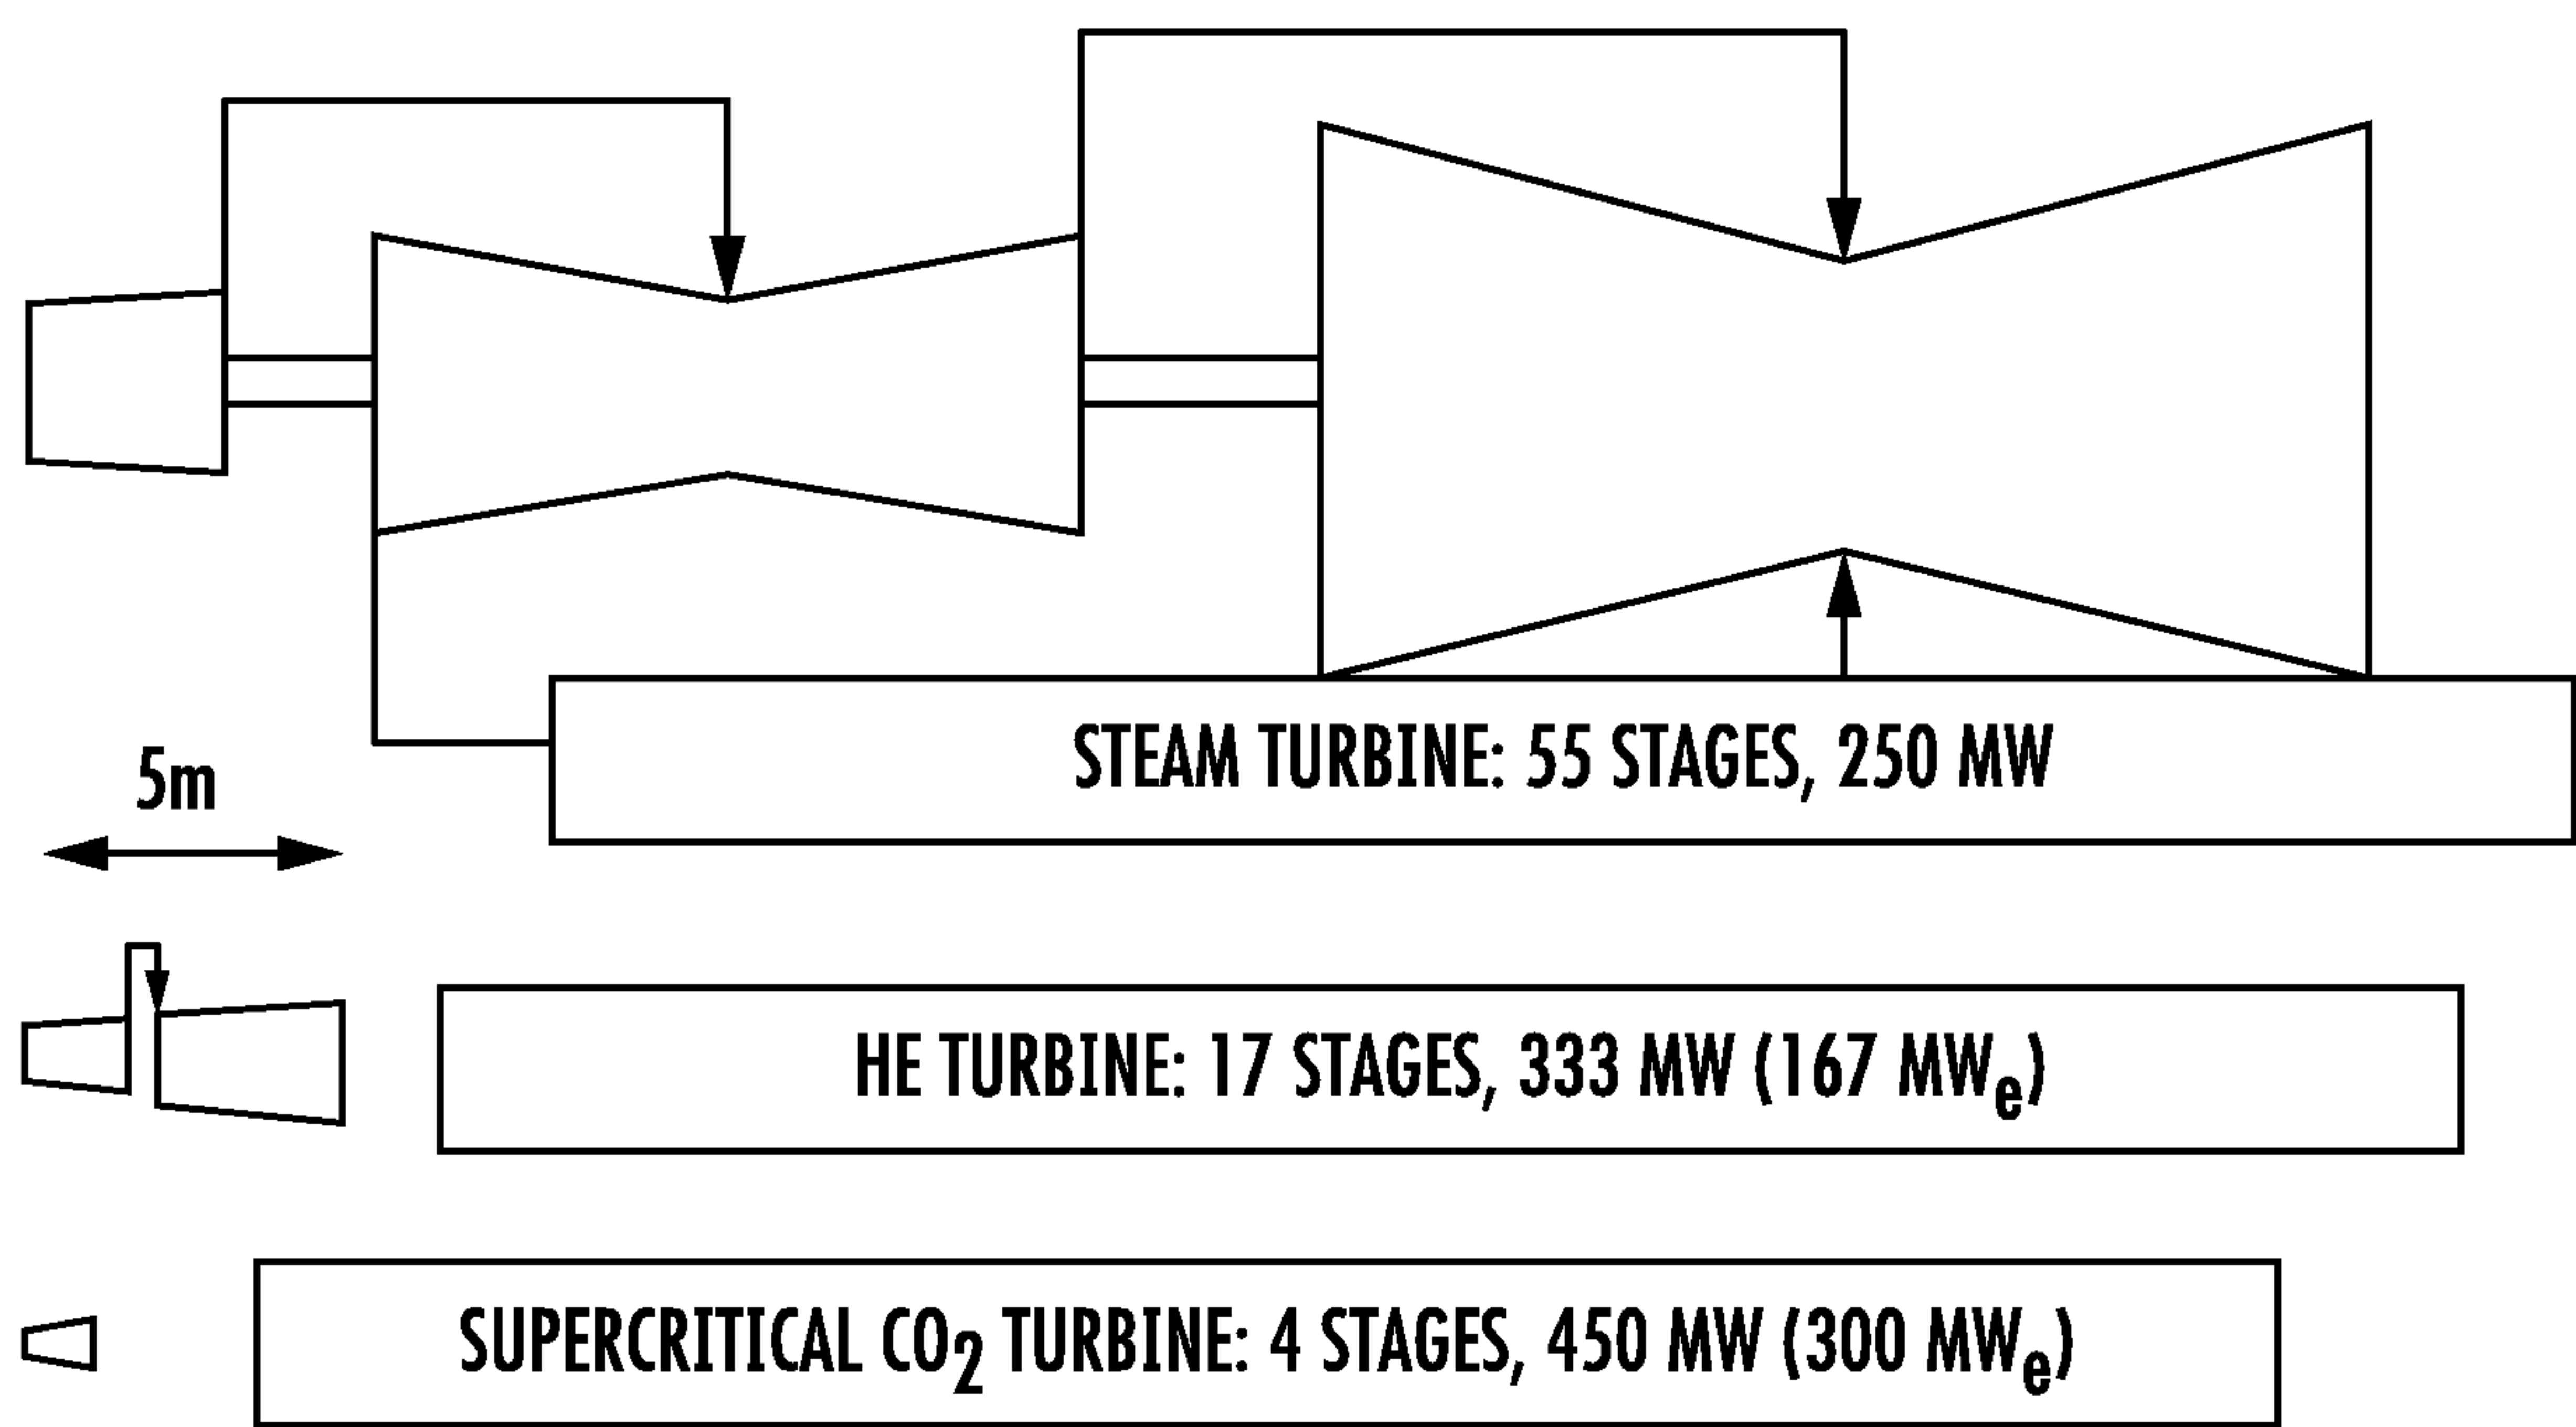 STEAM TURBINE: 55 STAGES, 250 MW
5m
HE TURBINE: 17 STAGES, 333 MW (167 MWe)
SUPERCRITICAL CO2 TURBINE: 4 STAGES, 450 MW (300 MWe)